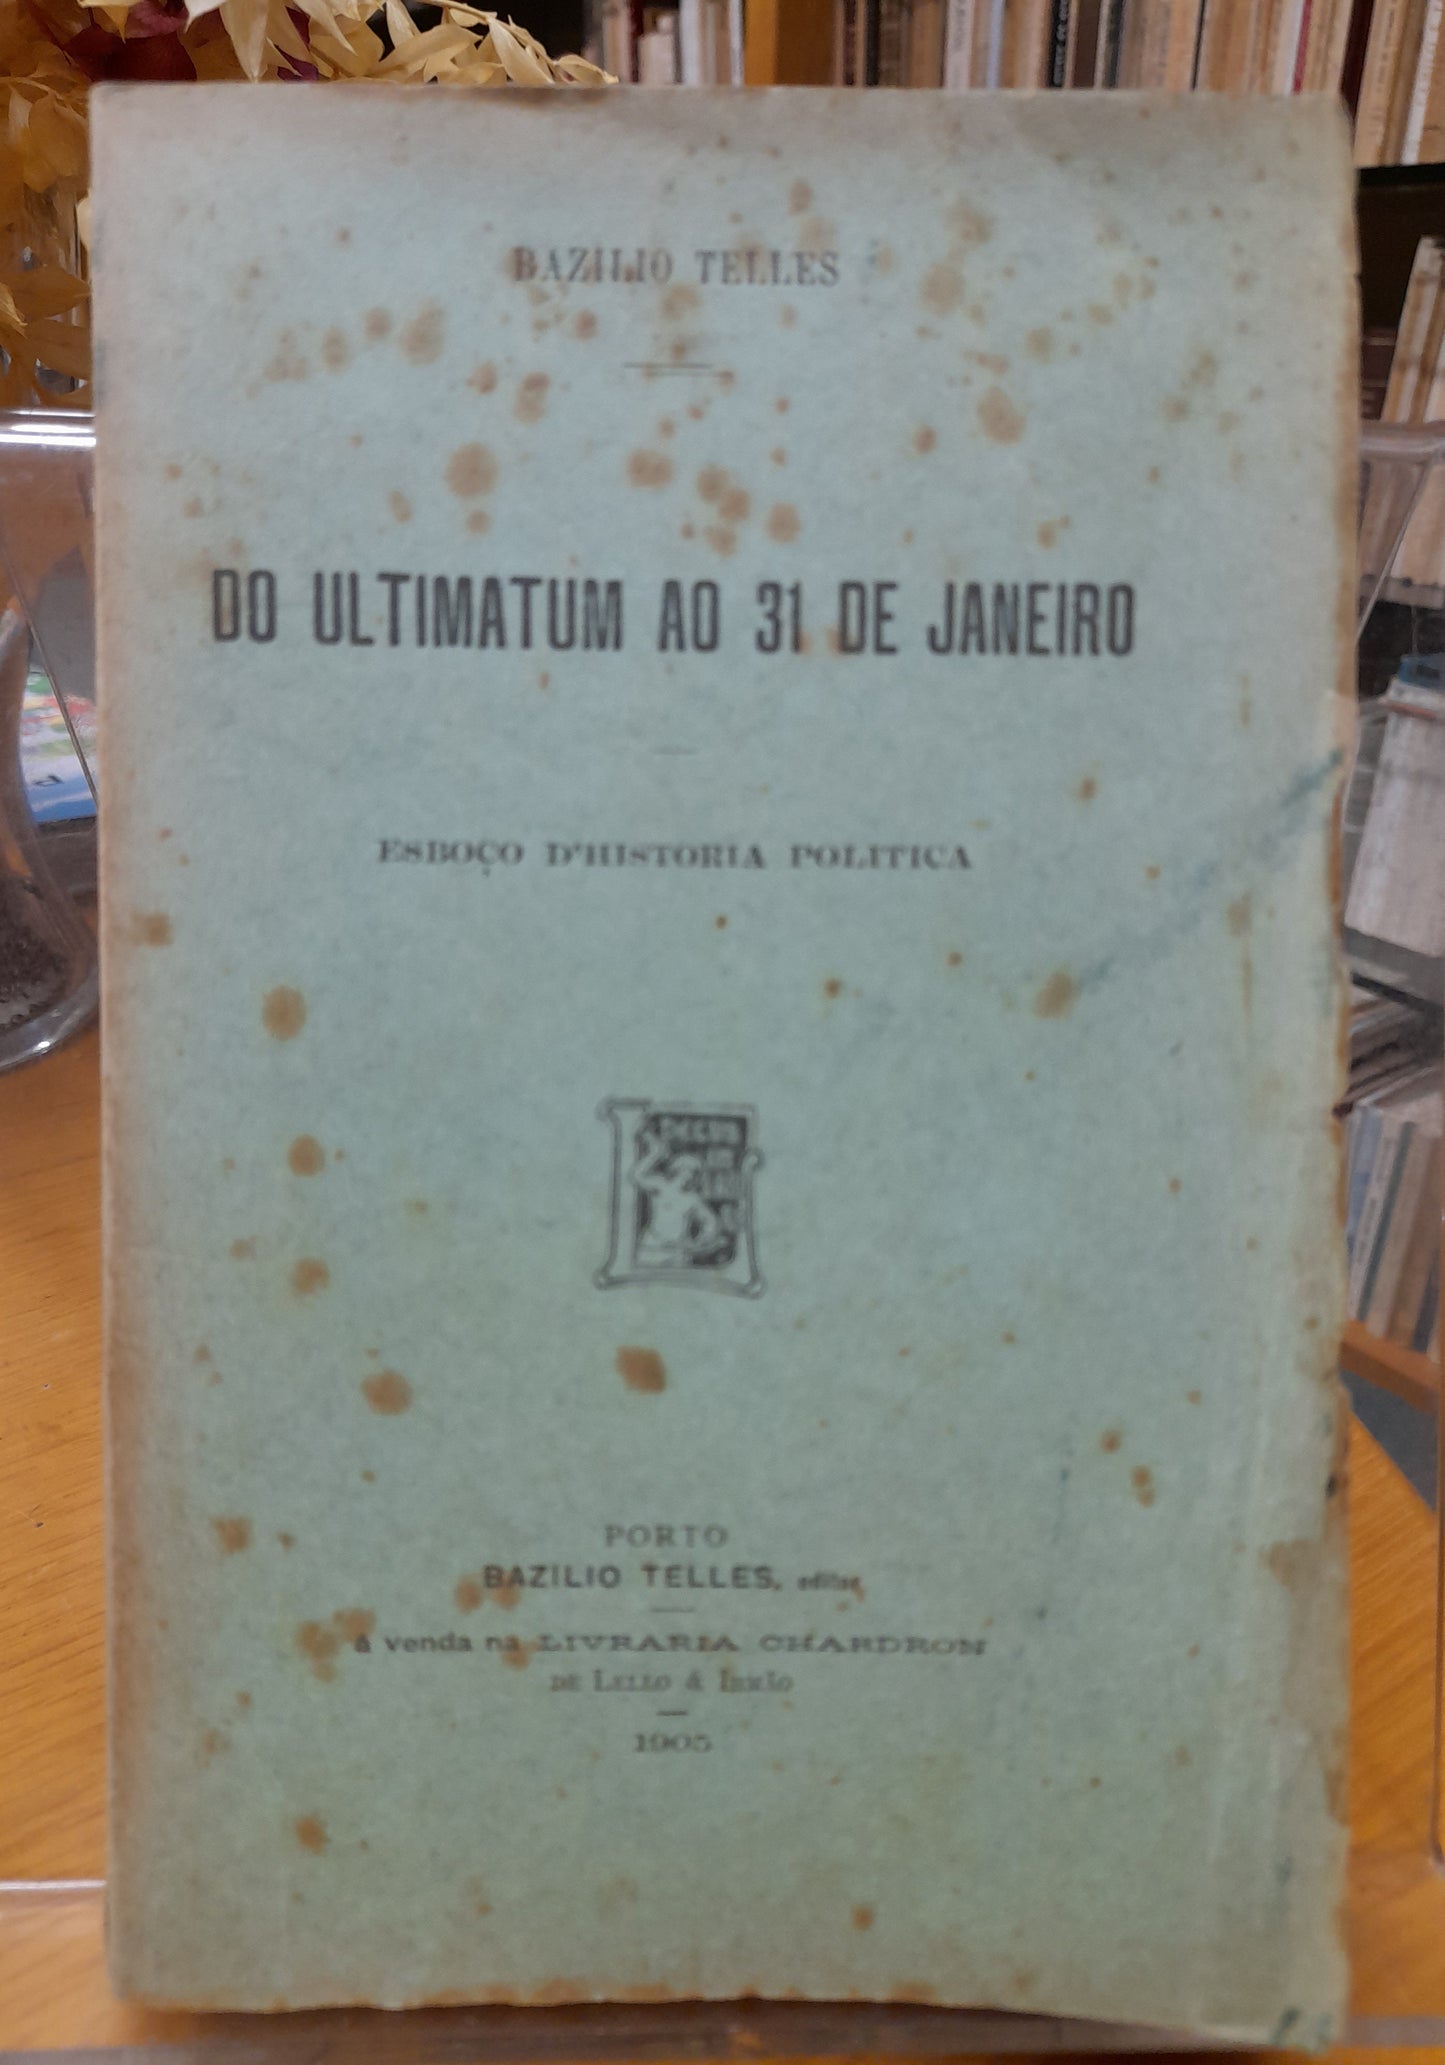 BAZILIO TELLES
DO ULTIMATUM AO 31 DE JANEIRO
ESBOÇO D'HISTORIA POLITICA
PORTO
BAZILIO TELLES, editor
á venda na LIVRARIA CHARDRON
DE LELLO & IRMÃO
1905